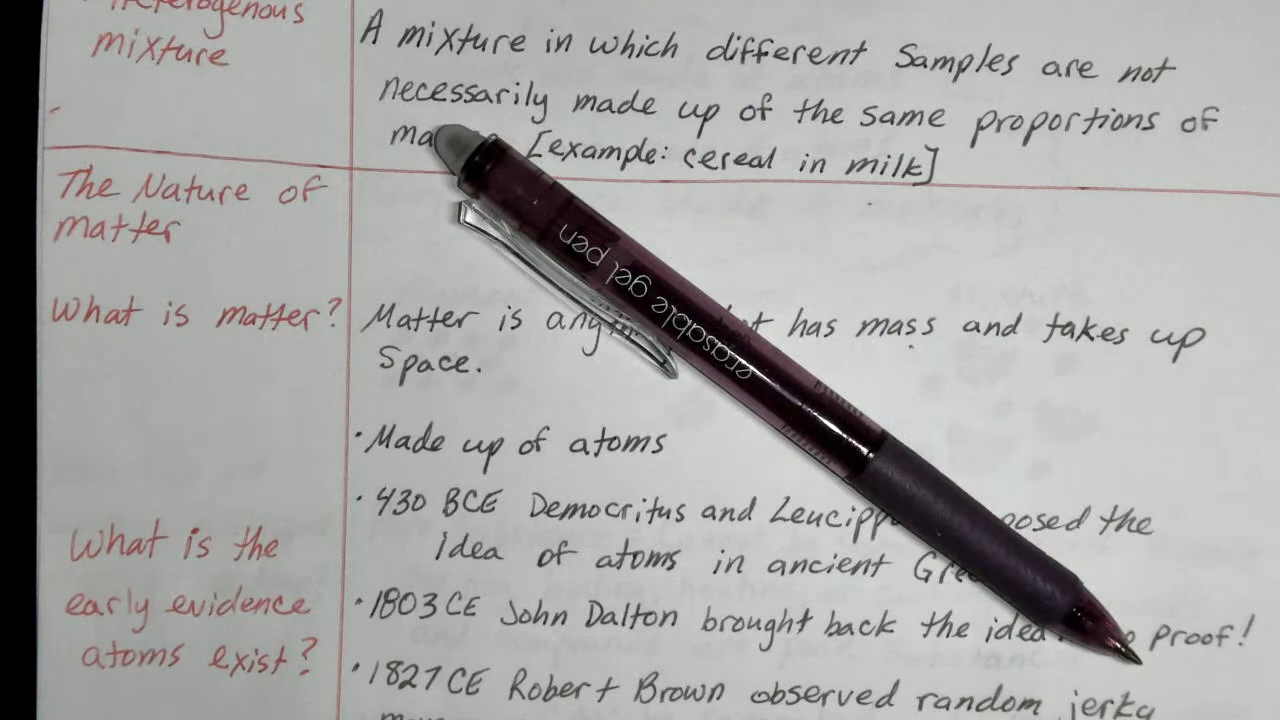 mixture
A mixture in which different Samples are not
necessarily made up of the same proportions of
[example: cereal in milk]
The Nature of
matter
What is matter?
Matter is has mass and takes up
Space.
· Made up of atoms
· 430 BCE Democritus and the
idea of atoms in ancient
What is the
early evidence
atoms exist?
· 1803 CE John Dalton brought back the idea proof!
· 1827 CE Robert Brown observed random jerky
erasable gel pen